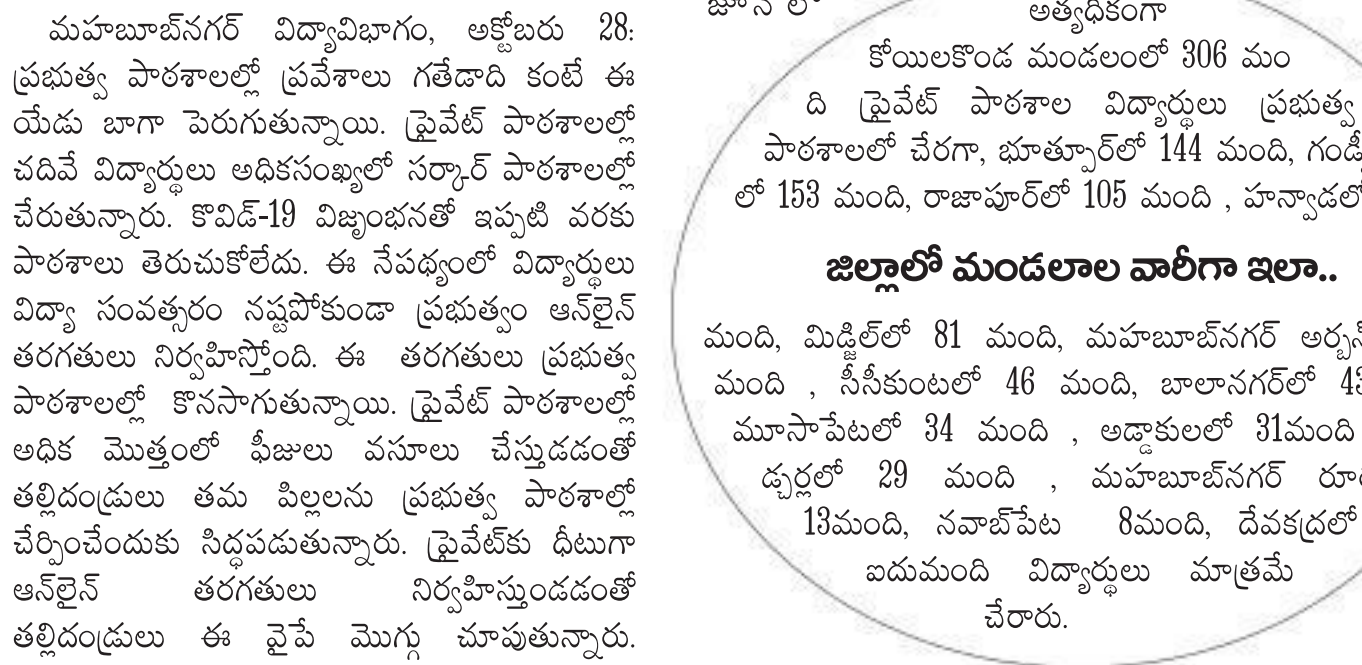 మహబూబ్‌నగర్ విద్యావిభాగం, అక్టోబరు 28:
ప్రభుత్వ పాఠశాలల్లో ప్రవేశాలు గతేడాది కంటే ఈ
యేడు బాగా పెరుగుతున్నాయి. ప్రైవేట్ పాఠశాలల్లో
చదివే విద్యార్థులు అధికసంఖ్యలో సర్కార్ పాఠశాలల్లో
చేరుతున్నారు. కొవిడ్-19 విజృంభనతో ఇప్పటి వరకు
పాఠశాలు తెరుచుకోలేదు. ఈ నేపథ్యంలో విద్యార్థులు
విద్యా సంవత్సరం నష్టపోకుండా ప్రభుత్వం ఆన్‌లైన్
తరగతులు నిర్వహిస్తోంది. ఈ తరగతులు ప్రభుత్వ
పాఠశాలల్లో కొనసాగుతున్నాయి. ప్రైవేట్ పాఠశాలల్లో
అధిక మొత్తంలో ఫీజులు వసూలు చేస్తుడడంతో
తల్లిదండ్రులు తమ పిల్లలను ప్రభుత్వ పాఠశాల్లో
చేర్పించేందుకు సిద్ధపడుతున్నారు. ప్రైవేట్‌కు ధీటుగా
ఆన్‌లైన్ తరగతులు నిర్వహిస్తుండడంతో
తల్లిదండ్రులు ఈ వైపే మొగ్గు చూపుతున్నారు.
అత్యధికంగా
కోయిలకొండ మండలంలో 306 మం
ది ప్రైవేట్ పాఠశాల విద్యార్థులు ప్రభుత్వ
పాఠశాలలో చేరగా, భూత్పూర్‌లో 144 మంది,
లో 153 మంది, రాజాపూర్‌లో 105 మంది , హన్వాడలో
జిల్లాలో మండలాల వారీగా ఇలా..
మంది, మిడ్జిల్‌లో 81 మంది, మహబూబ్‌నగర్
మంది , సీసీకుంటలో 46 మంది, బాలానగర్‌లో
మూసాపేటలో 34 మంది , అడ్డాకులలో 31మంది
డ్చర్లలో 29 మంది , మహబూబ్‌నగర్
13మంది, నవాబ్‌పేట 8మంది, దేవకద్రలో
ఐదుమంది విద్యార్థులు మాత్రమే
చేరారు.